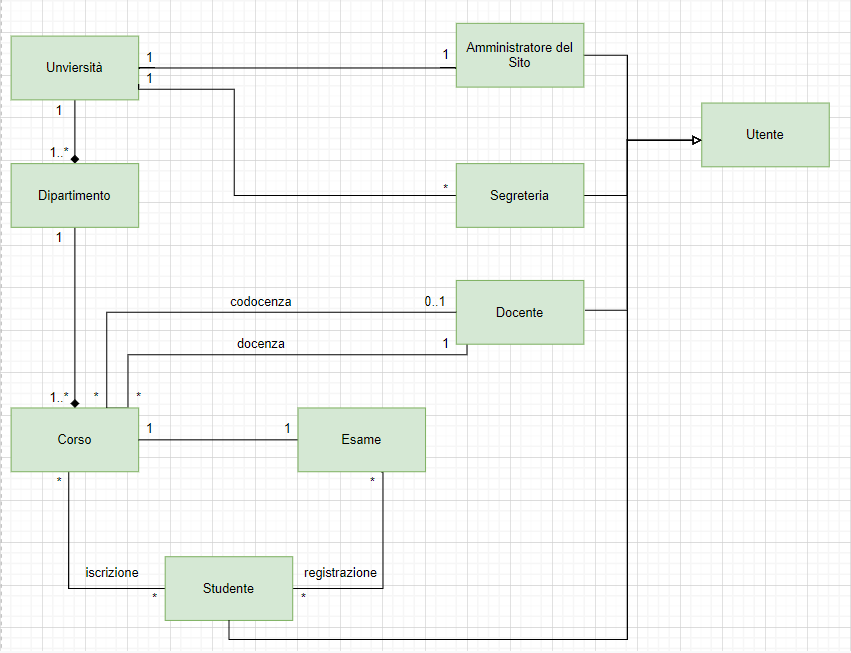 Unviersità
1
1
Amministratore del
Sito
1
Utente
1
1..*
*
Dipartimento
Segreteria
1
codocenza
0..1
Docente
docenza
1
1..*
*
*
Corso
1
1
Esame
*
*
iscrizione
registrazione
*
*
Studente